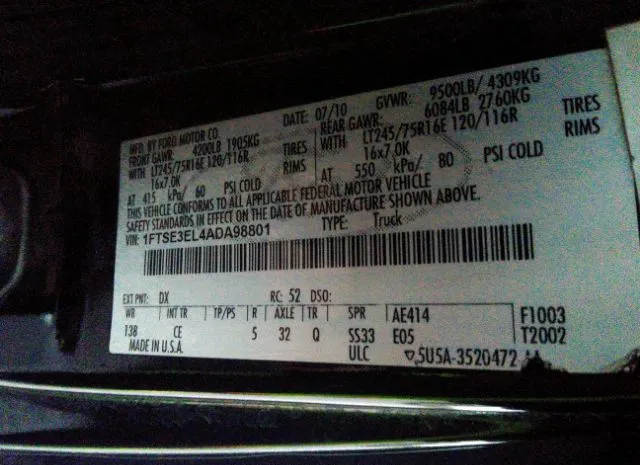 MFD. BY FORD MOTOR CO.
DATE: 07/10 GVWR: 9500LB/ 4309KG
FRONT GAWR: 4200LB 1905KG
REAR GAWR: 6084LB 2760KG
WITH LT245/75R16E 120/116R TIRES
WITH LT245/75R16E 120/116R TIRES
16x7.0K RIMS
16x7.0K RIMS
AT 415 kPa/ 60 PSI COLD
AT 550 kPa/ 80 PSI COLD
THIS VEHICLE CONFORMS TO ALL APPLICABLE FEDERAL MOTOR VEHICLE
SAFETY STANDARDS IN EFFECT ON THE DATE OF MANUFACTURE SHOWN ABOVE.
VIN: 1FTSE3EL4ADA98801 TYPE: Truck
EXT PNT: DX RC: 52 DSO:
WB INT TR TP/PS R AXLE TR SPR AE414 F1003
138 CE 5 32 Q SS33 E05 T2002
MADE IN U.S.A. ULC 5U5A-3520472